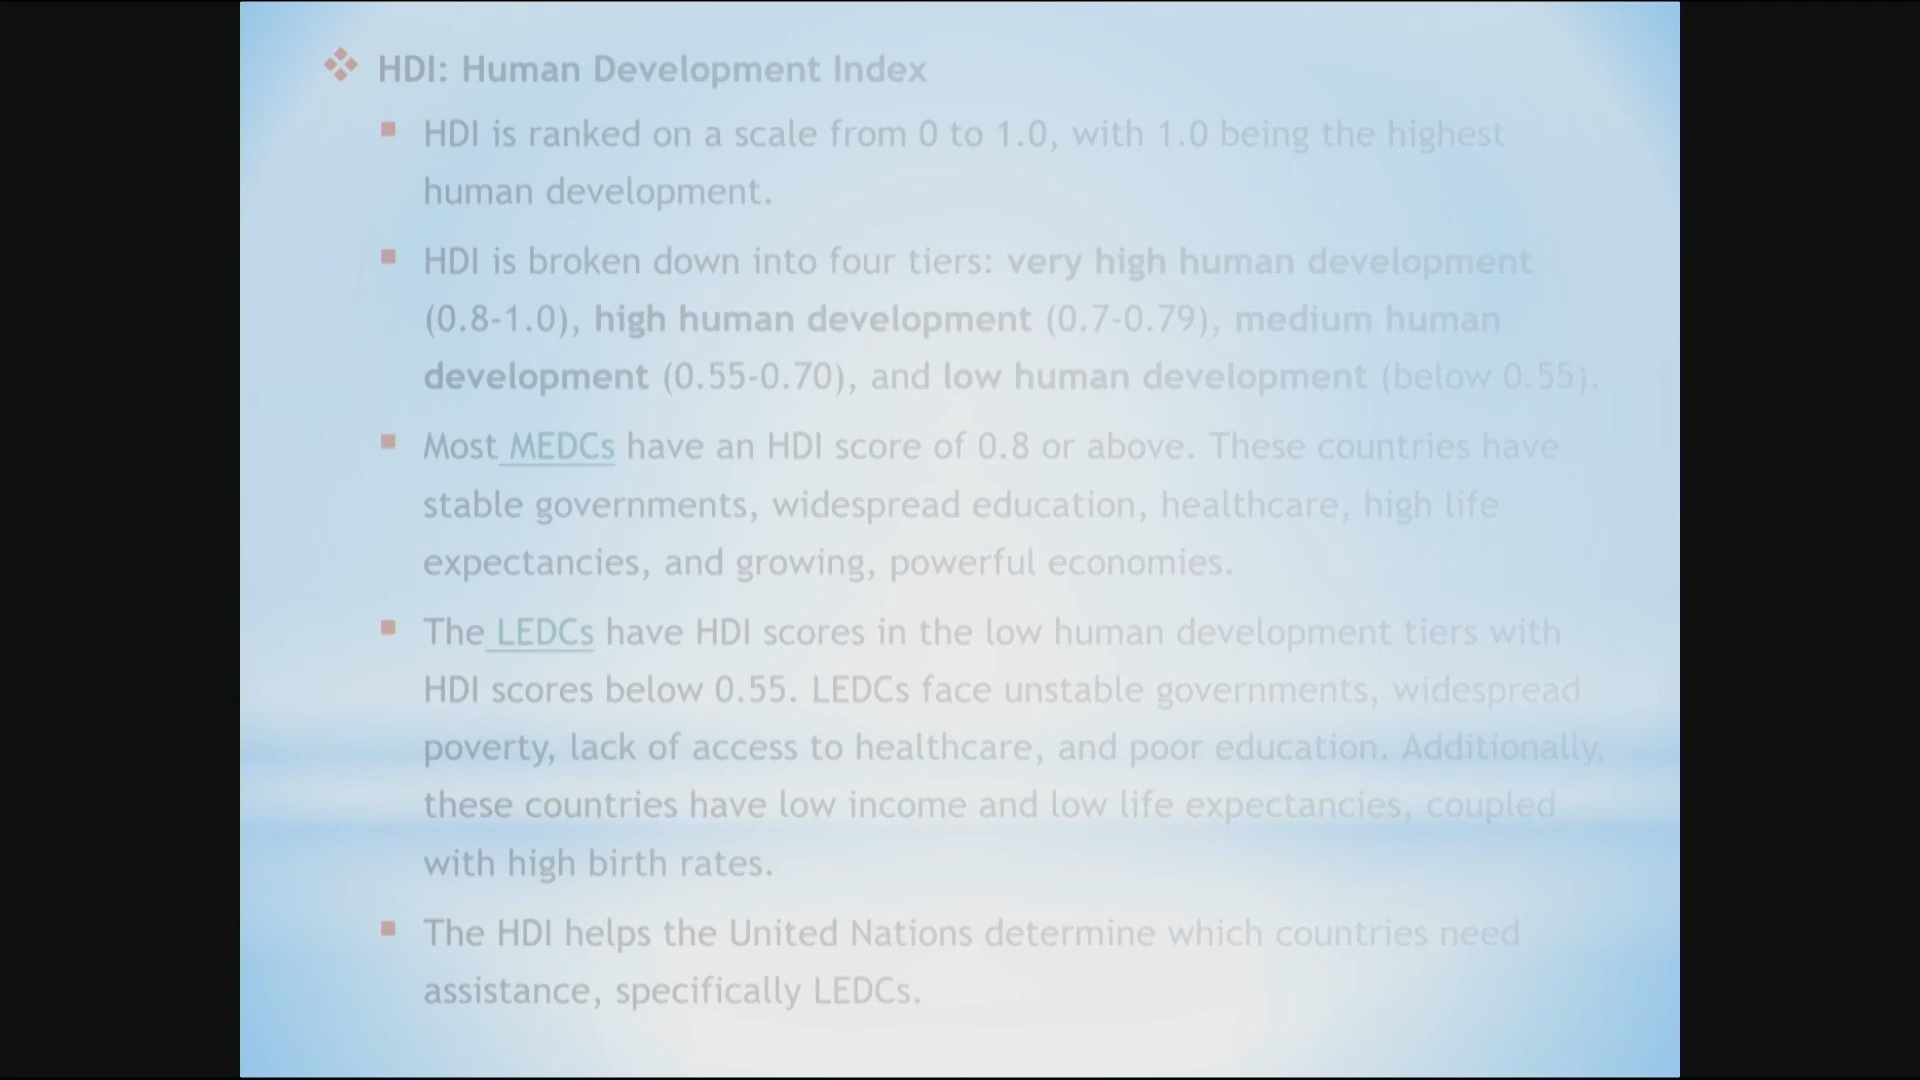 HDI: Human Development Index
HDI is ranked on a scale from 0 to 1.0, with 1.0 being the highest
human development.
HDI is broken down into four tiers: very high human development
(0.8-1.0), high human development (0.7-0.79), medium human
development (0.55-0.70), and low human development (below 0.55).
Most MEDCs have an HDI score of 0.8 or above. These countries have
stable governments, widespread education, healthcare, high life
expectancies, and growing, powerful economies.
The LEDCs have HDI scores in the low human development tiers with
HDI scores below 0.55. LEDCs face unstable governments, widespread
poverty, lack of access to healthcare, and poor education. Additionally,
these countries have low income and low life expectancies, coupled
with high birth rates.
The HDI helps the United Nations determine which countries need
assistance, specifically LEDCs.